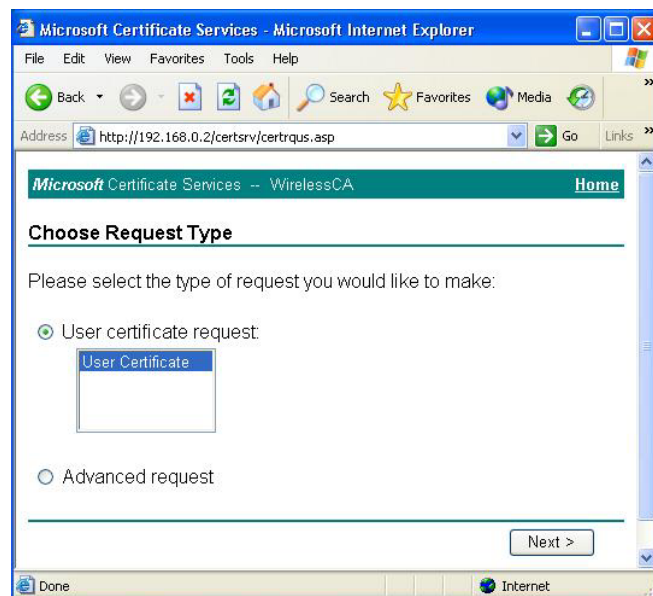 Microsoft Certificate Services - Microsoft Internet Explorer
File Edit View Favorites Tools Help
Back Search Favorites Media »
Address http://192.168.0.2/certsrv/certrqus.asp Go Links »
Microsoft Certificate Services -- WirelessCA Home
Choose Request Type
Please select the type of request you would like to make:
User certificate request:
User Certificate
Advanced request
Next >
Done Internet